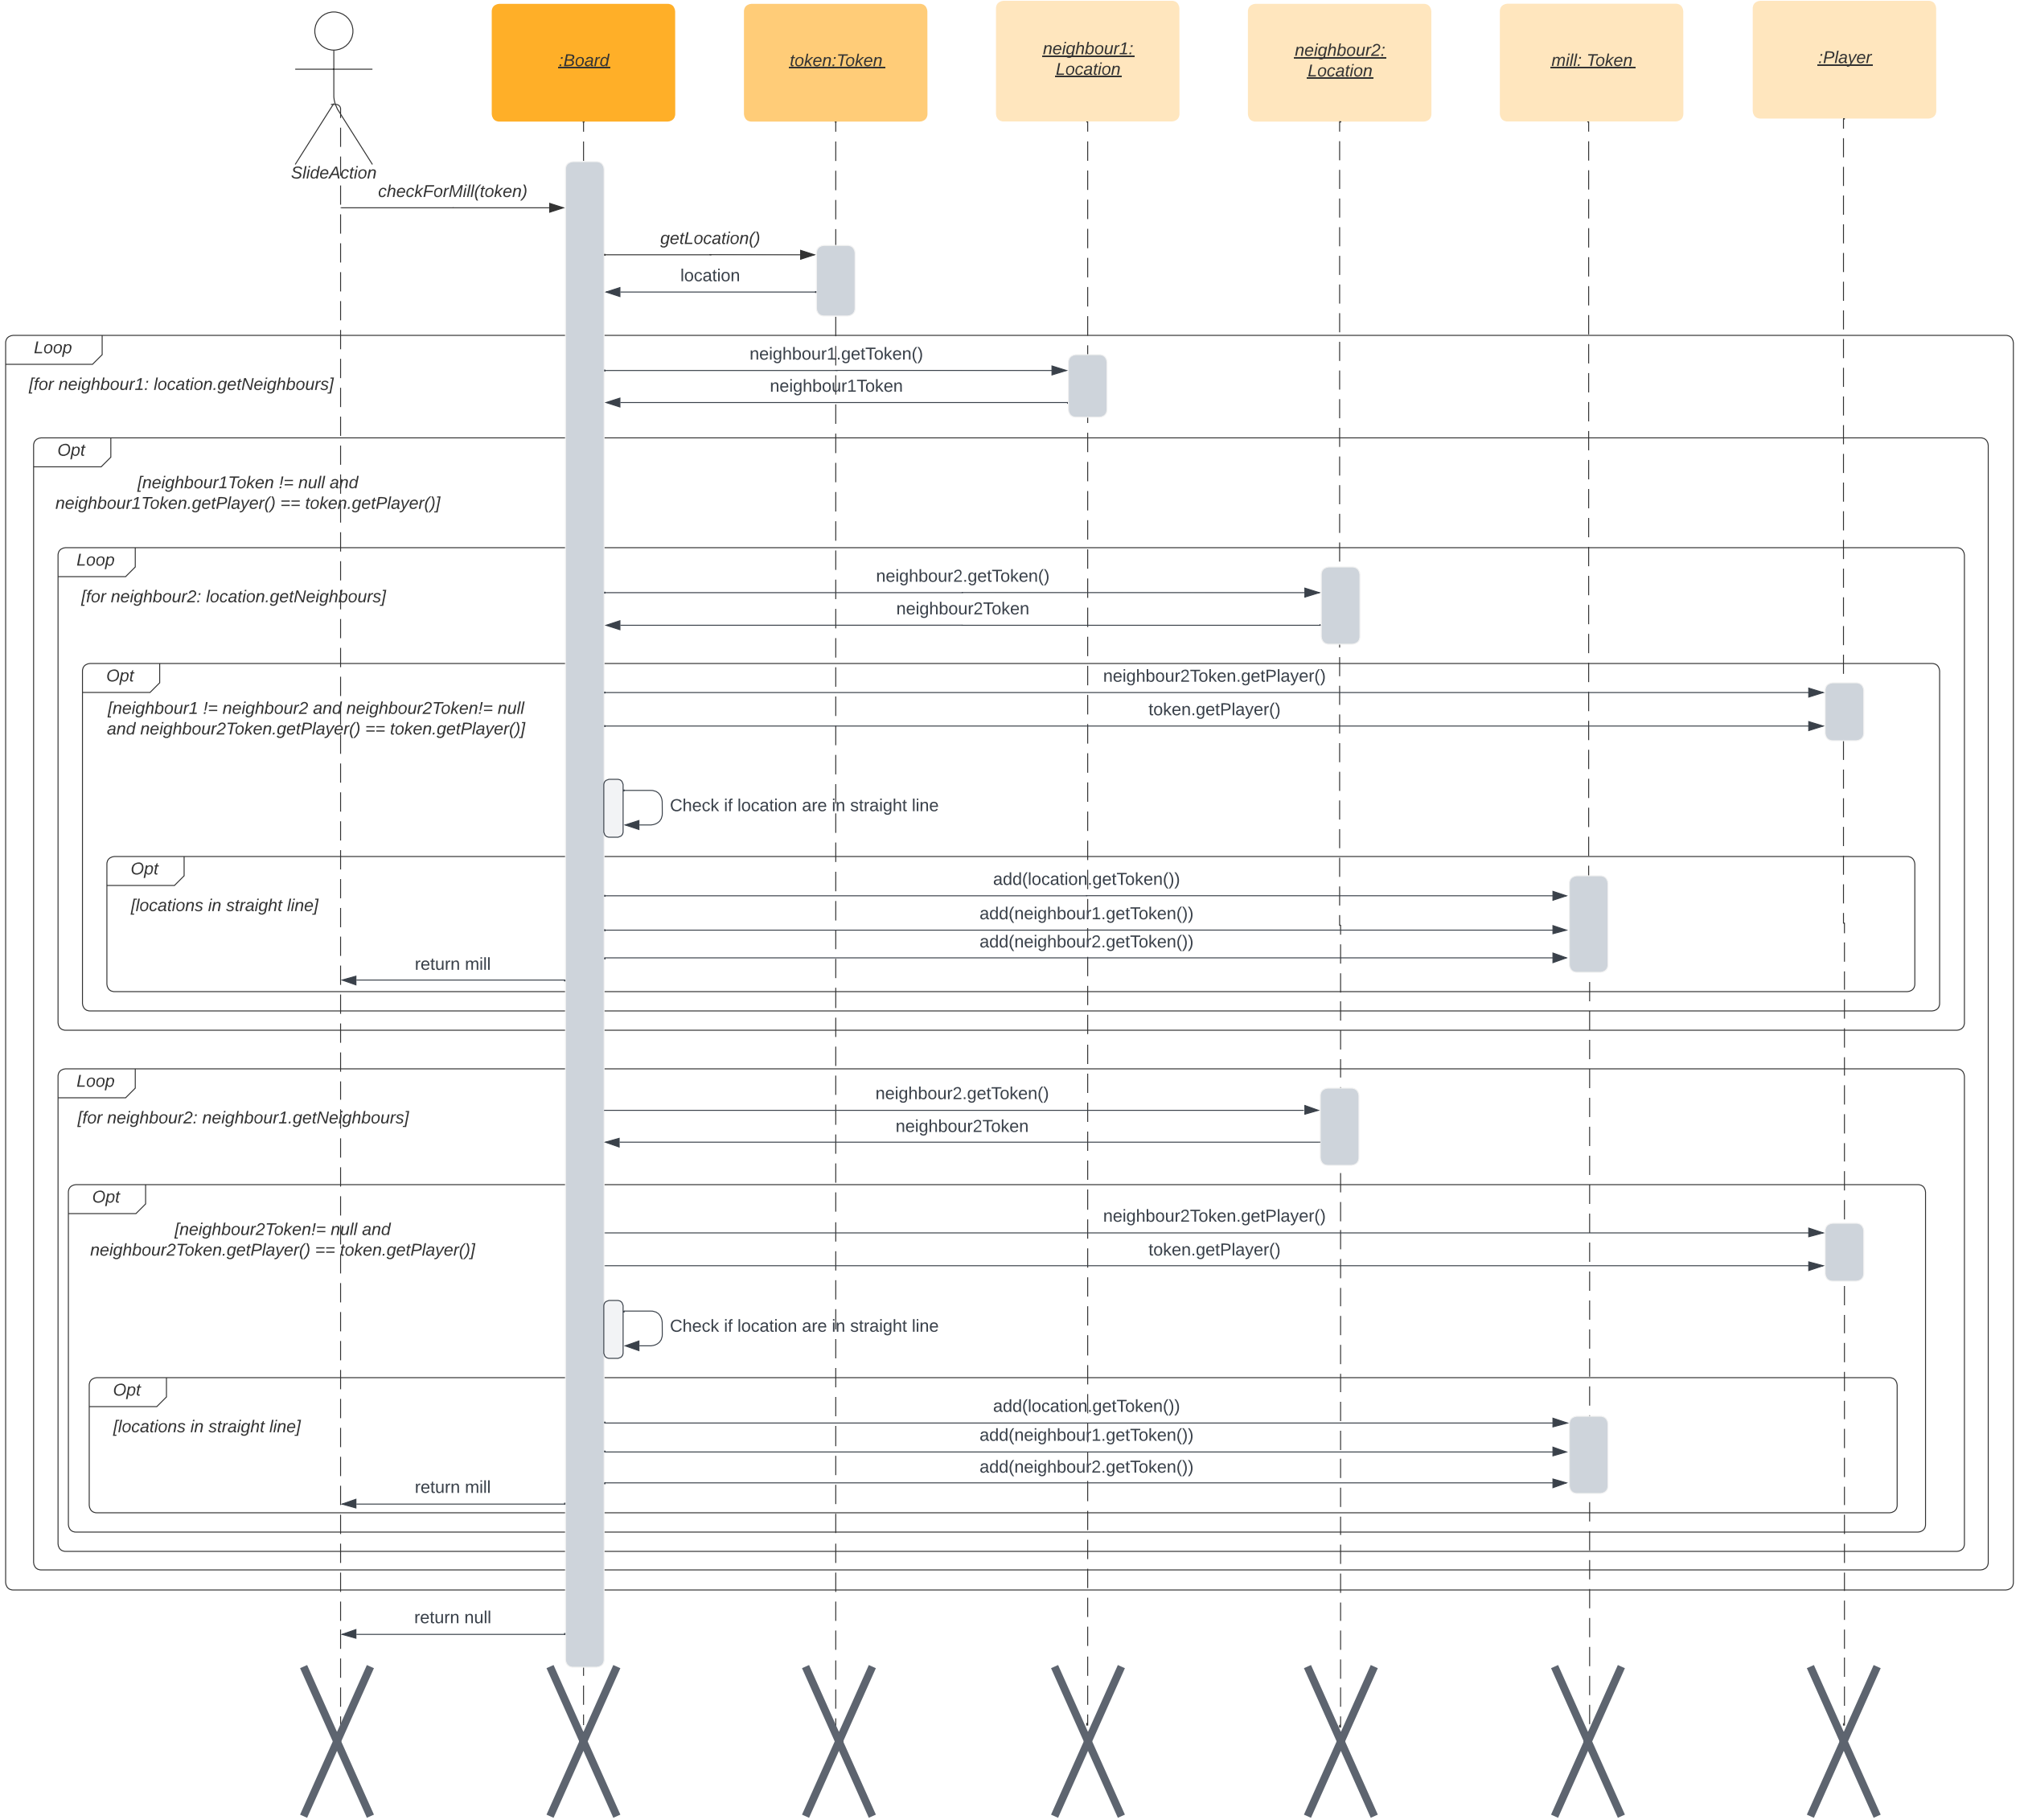 :Board
token:Token
neighbour1:
Location
neighbour2:
Location
mill: Token
:Player
SlideAction
checkForMill(token)
getLocation()
location
Loop
neighbour1.getToken()
[for neighbour1: location.getNeighbours]
neighbour1Token
Opt
[neighbour1Token != null and
neighbour1Token.getPlayer() == token.getPlayer()]
Loop
neighbour2.getToken()
[for neighbour2: location.getNeighbours]
neighbour2Token
Opt
neighbour2Token.getPlayer()
[neighbour1 != neighbour2 and neighbour2Token!= null
and neighbour2Token.getPlayer() == token.getPlayer()]
token.getPlayer()
Check if location are in straight line
Opt
add(location.getToken())
[locations in straight line]
add(neighbour1.getToken())
add(neighbour2.getToken())
return mill
Loop
neighbour2.getToken()
[for neighbour2: neighbour1.getNeighbours]
neighbour2Token
Opt
neighbour2Token.getPlayer()
[neighbour2Token!= null and
neighbour2Token.getPlayer() == token.getPlayer()]
token.getPlayer()
Check if location are in straight line
Opt
add(location.getToken())
[locations in straight line]
add(neighbour1.getToken())
add(neighbour2.getToken())
return mill
return null